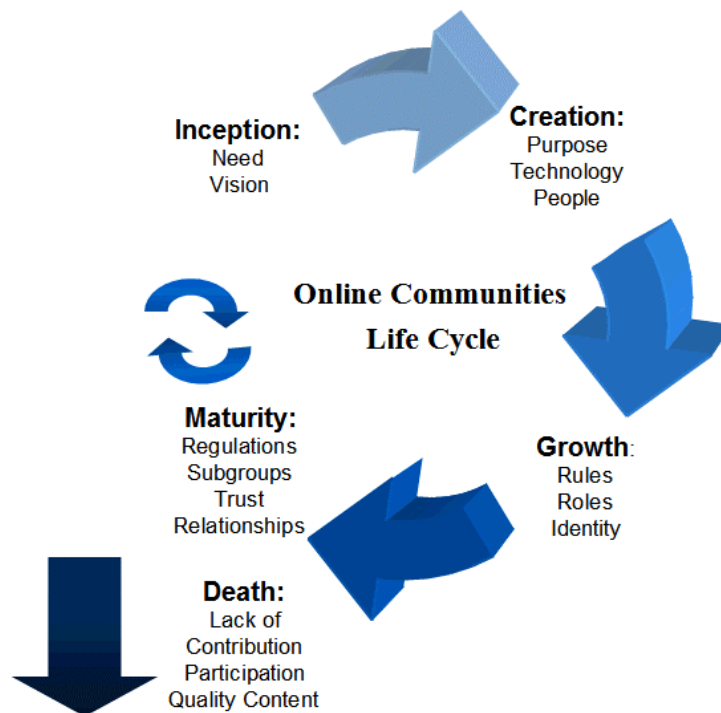 Inception:
Need
Vision
Creation:
Purpose
Technology
People
Online Communities
Life Cycle
Growth:
Rules
Roles
Identity
Maturity:
Regulations
Subgroups
Trust
Relationships
Death:
Lack of
Contribution
Participation
Quality Content